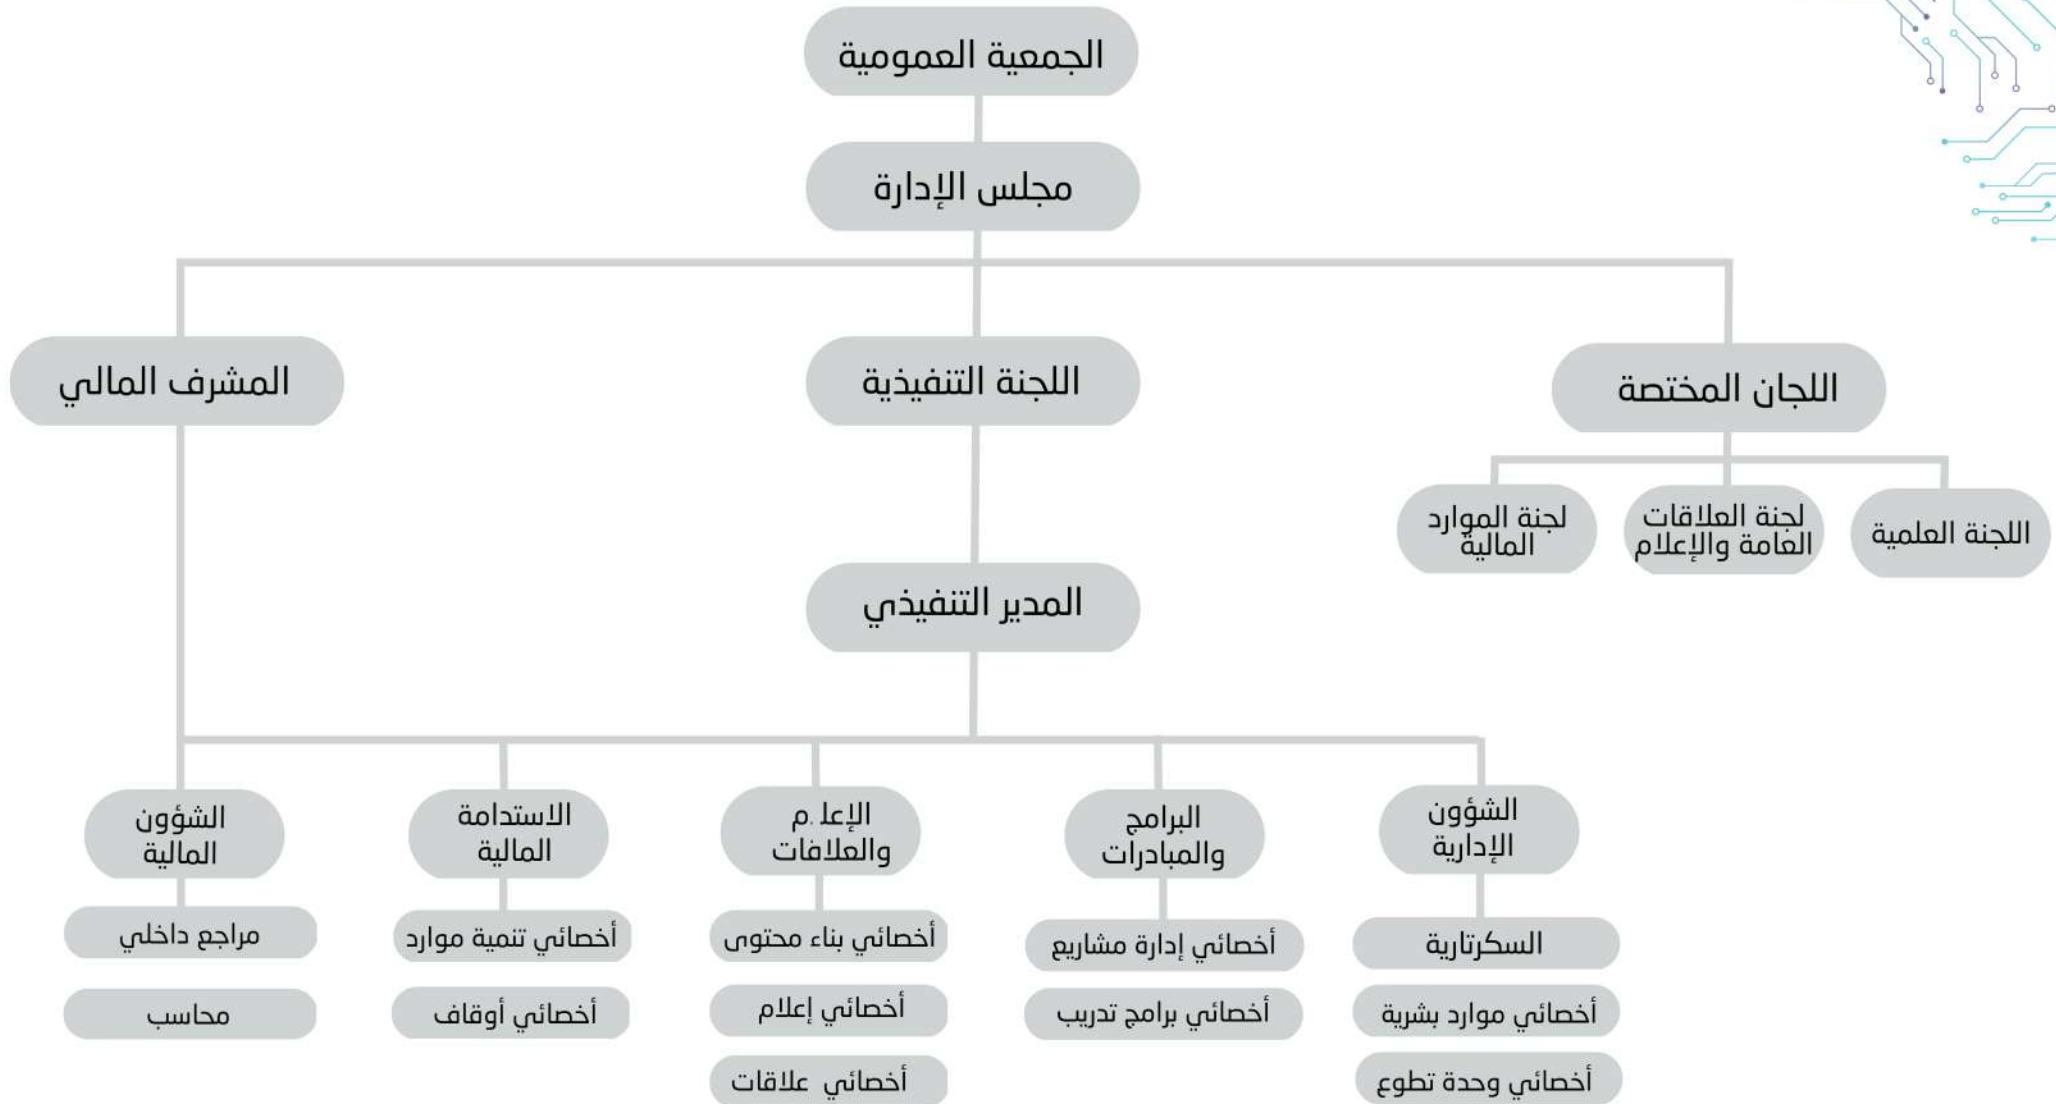 الجمعية العمومية
مجلس الإدارة
اللجان المختصة
اللجنة التنفيذية
المشرف المالي
اللجنة العلمية
لجنة العلاقات
العامة والإعلام
لجنة الموارد
المالية
المدير التنفيذي
الشؤون
الإدارية
البرامج
والمبادرات
الإعلـ.م
والعلافات
الاستدامة
المالية
الشؤون
المالية
السكرتارية
أخصائي موارد بشرية
أخصائي وحدة تطوع
أخصائي إدارة مشاريع
أخصائي برامج تدريب
أخصائي بناء محتوى
أخصائي إعلام
أخصائي علاقات
أخصائي تنمية موارد
أخصائي أوقاف
مراجع داخلي
محاسب